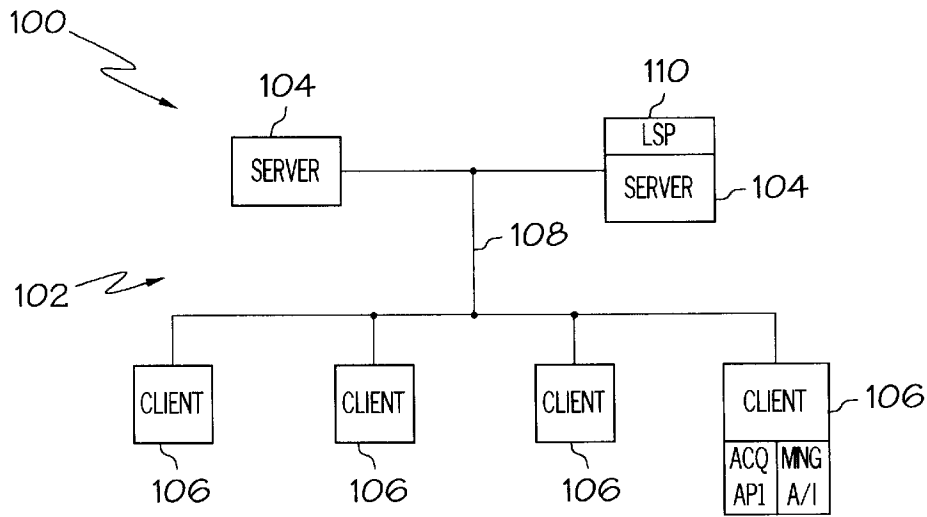 100
104
110
LSP
SERVER
SERVER
104
108
102
CLIENT
CLIENT
CLIENT
CLIENT
106
106
106
106
ACQ
API
MNG
A/I